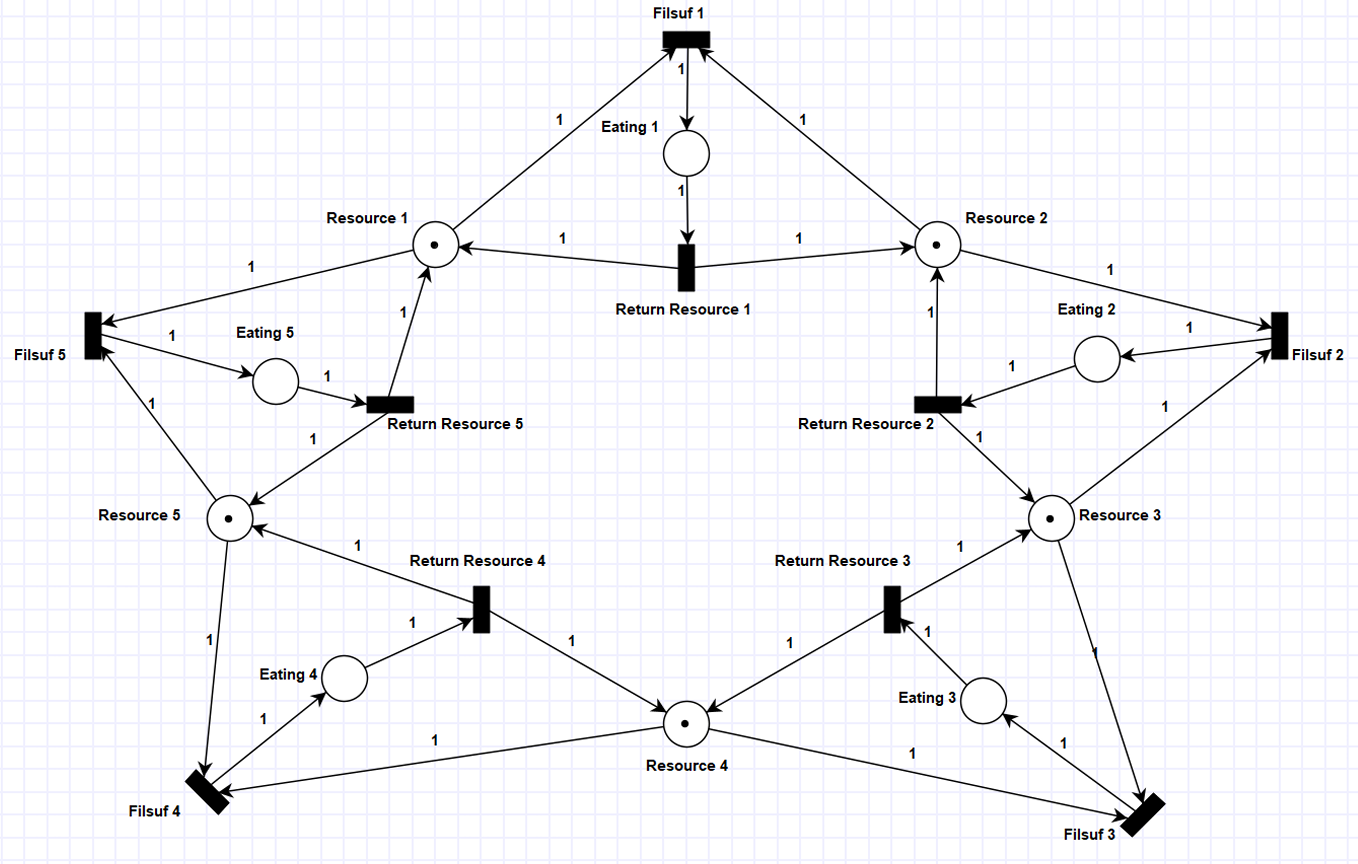 Filsuf 1
1
1
1
Eating 1
1
Resource 1
Resource 2
1
1
1
1
Return Resource 1
1
1
Eating 2
1
Eating 5
1
1
Filsuf 5
Filsuf 2
1
1
1
1
Return Resource 5
Return Resource 2
1
1
Resource 5
Resource 3
1
1
Return Resource 4
Return Resource 3
1
1
1
1
1
1
Eating 4
Eating 3
1
1
1
1
Resource 4
Filsuf 4
Filsuf 3